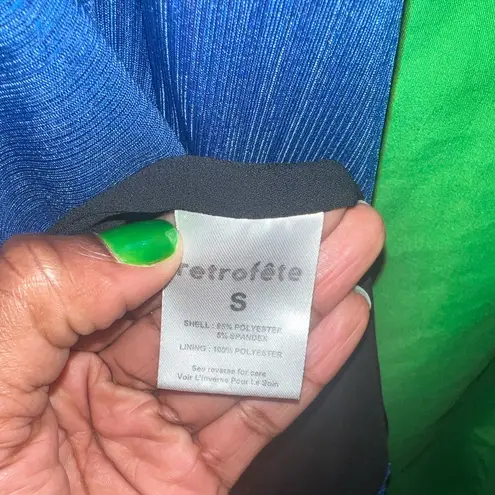 retrofête
S
SHELL : 95% POLYESTER
5% SPANDEX
LINING : 100% POLYESTER
See reverse for care
Voir L'inverse Pour Le Soin